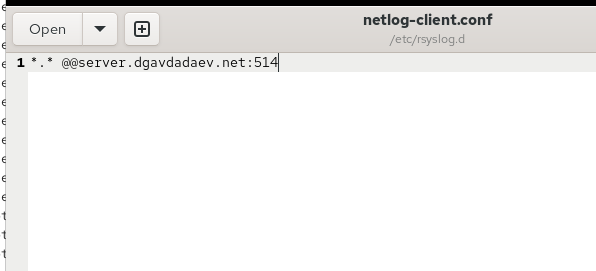 Open
netlog-client.conf
/etc/rsyslog.d
1 *.* @@server.dgavdadaev.net:514